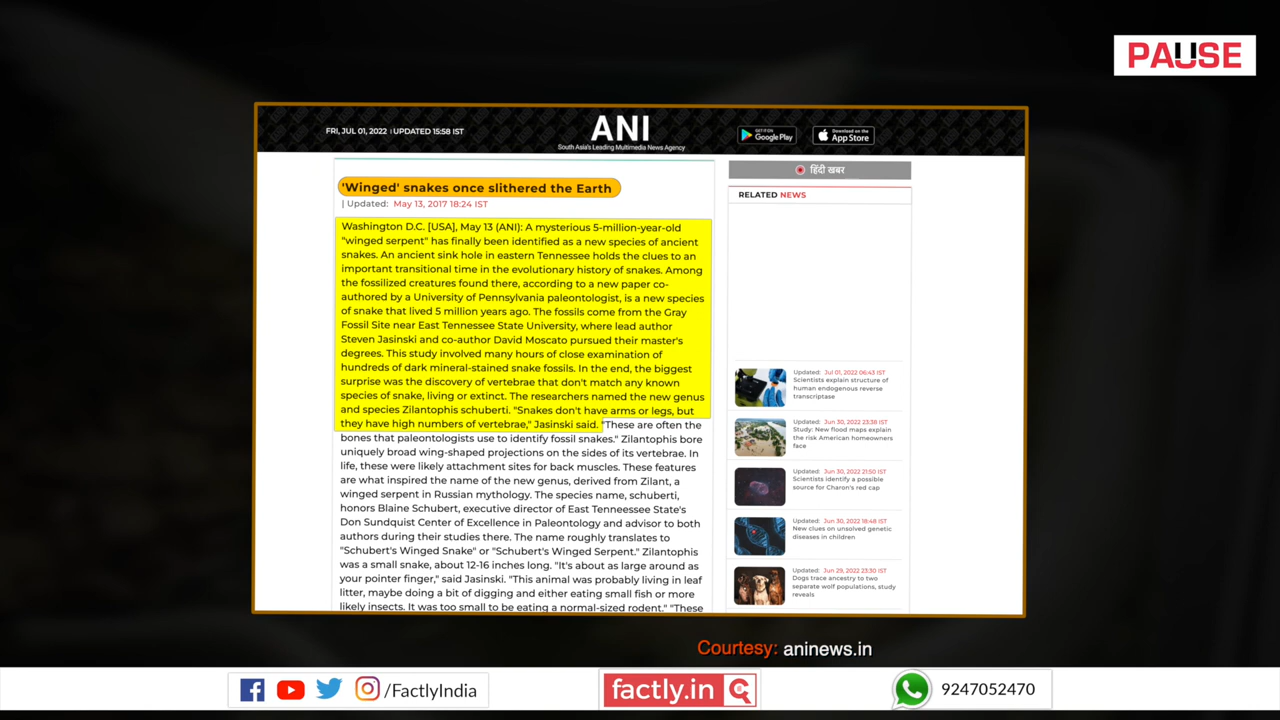 PAUSE
FRI, JUL 01, 2022 | UPDATED 15:58 IST
ANI
South Asia's Leading Multimedia News Agency
GET IT ON
Google Play
Download on the
App Store
'Winged' snakes once slithered the Earth
| Updated: May 13, 2017 18:24 IST
Washington D.C. [USA], May 13 (ANI): A mysterious 5-million-year-old
"winged serpent" has finally been identified as a new species of ancient
snakes. An ancient sink hole in eastern Tennessee holds the clues to an
important transitional time in the evolutionary history of snakes. Among
the fossilized creatures found there, according to a new paper co-
authored by a University of Pennsylvania paleontologist, is a new species
of snake that lived 5 million years ago. The fossils come from the Gray
Fossil Site near East Tennessee State University, where lead author
Steven Jasinski and co-author David Moscato pursued their master's
degrees. This study involved many hours of close examination of
hundreds of dark mineral-stained snake fossils. In the end, the biggest
surprise was the discovery of vertebrae that don't match any known
species of snake, living or extinct. The researchers named the new genus
and species Zilantophis schuberti. "Snakes don't have arms or legs, but
they have high numbers of vertebrae," Jasinski said. "These are often the
bones that paleontologists use to identify fossil snakes." Zilantophis bore
uniquely broad wing-shaped projections on the sides of its vertebrae. In
life, these were likely attachment sites for back muscles. These features
are what inspired the name of the new genus, derived from Zilant, a
winged serpent in Russian mythology. The species name, schuberti,
honors Blaine Schubert, executive director of East Tenneessee State's
Don Sundquist Center of Excellence in Paleontology and advisor to both
authors during their studies there. The name roughly translates to
"Schubert's Winged Snake" or "Schubert's Winged Serpent." Zilantophis
was a small snake, about 12-16 inches long. "It's about as large around as
your pointer finger," said Jasinski. "This animal was probably living in leaf
litter, maybe doing a bit of digging and either eating small fish or more
likely insects. It was too small to be eating a normal-sized rodent." "These
हिंदी खबर
RELATED NEWS
Updated: Jul 01, 2022 06:43 IST
Scientists explain structure of
human endogenous reverse
transcriptase
Updated: Jun 30, 2022 23:38 IST
Study: New flood maps explain
the risk American homeowners
face
Updated: Jun 30, 2022 21:50 IST
Scientists identify a possible
source for Charon's red cap
Updated: Jun 30, 2022 18:48 IST
New clues on unsolved genetic
diseases in children
Updated: Jun 29, 2022 23:30 IST
Dogs trace ancestry to two
separate wolf populations, study
reveals
Courtesy: aninews.in
/FactlyIndia
factly.in
9247052470